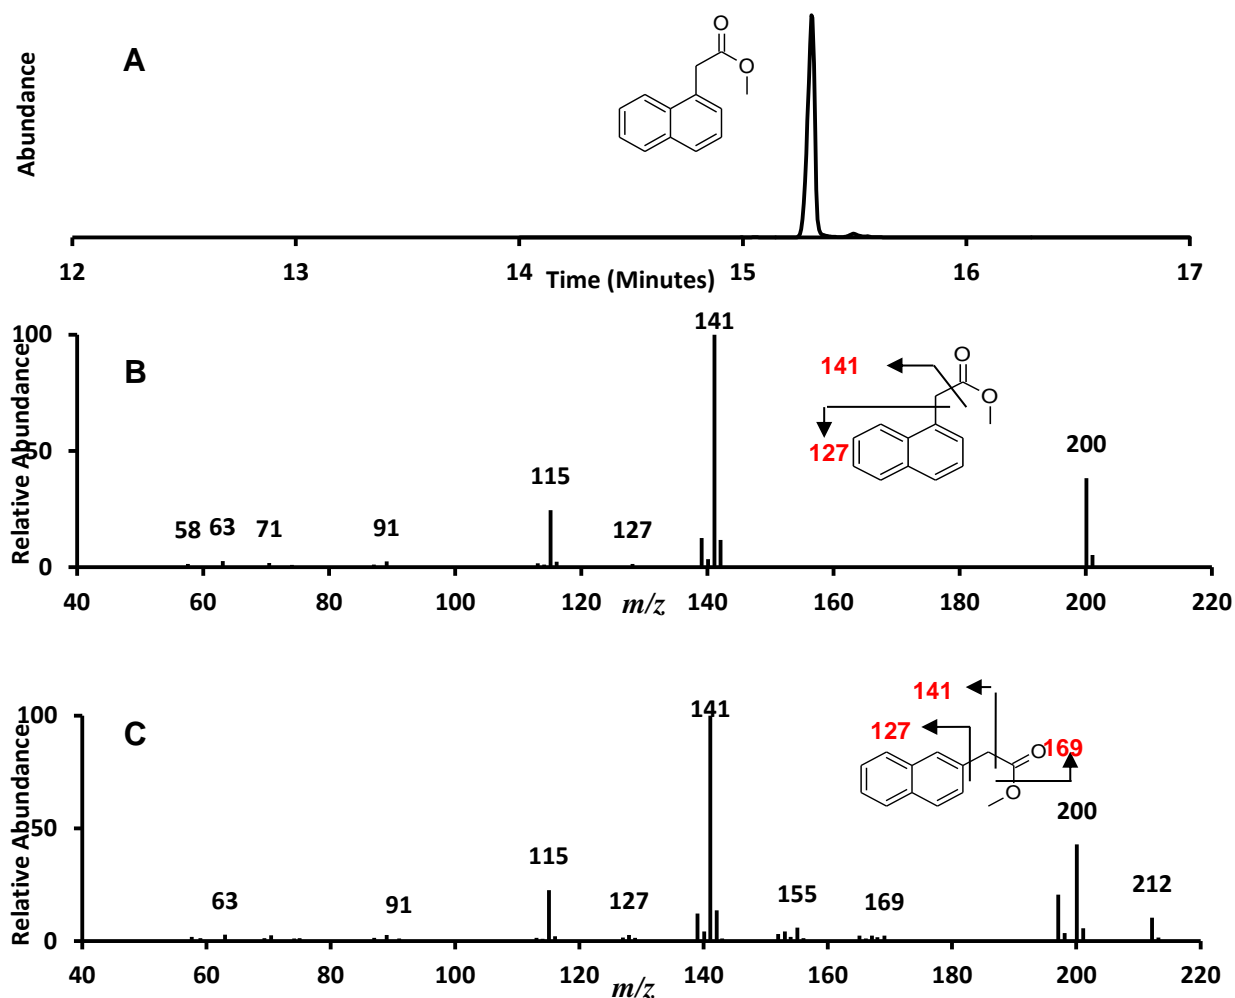 A
Abundance
O
O
12 13 14 15 16 17
Time (Minutes)
B
Relative Abundance
100
50
0
58 63 71 91 115 127 141 200
141
127
O
O
40 60 80 100 120 140 160 180 200 220
m/z
C
Relative Abundance
100
50
0
63 91 115 127 141 155 169 200 212
141
127
169
O
O
40 60 80 100 120 140 160 180 200 220
m/z